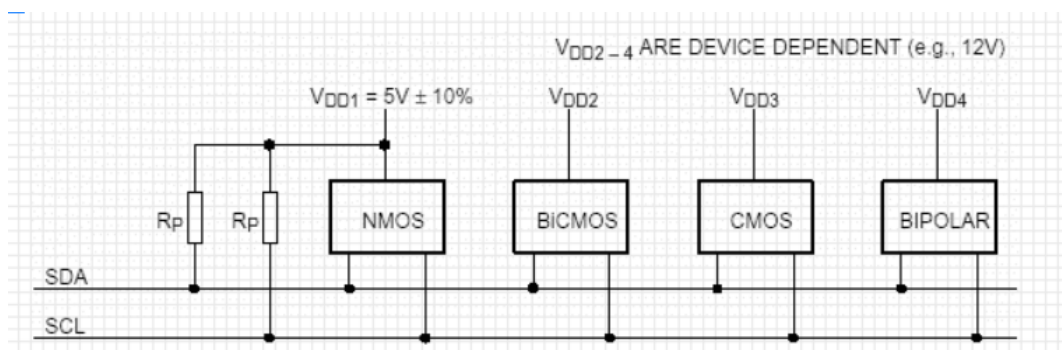 VDD2 – 4 ARE DEVICE DEPENDENT (e.g., 12V)
VDD1 = 5V ± 10% VDD2 VDD3 VDD4
RP RP NMOS BiCMOS CMOS BIPOLAR
SDA
SCL